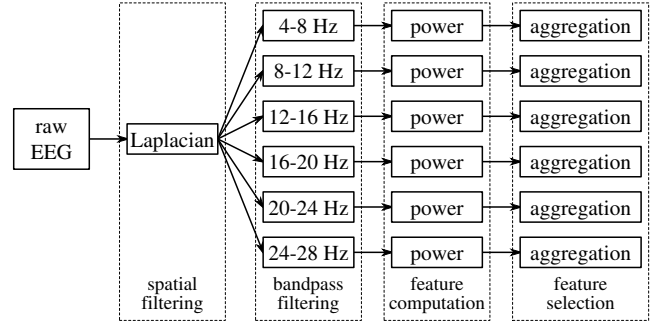 4-8 Hz power aggregation
8-12 Hz power aggregation
12-16 Hz power aggregation
raw
EEG
Laplacian
16-20 Hz power aggregation
20-24 Hz power aggregation
24-28 Hz power aggregation
spatial
filtering
bandpass
filtering
feature
computation
feature
selection